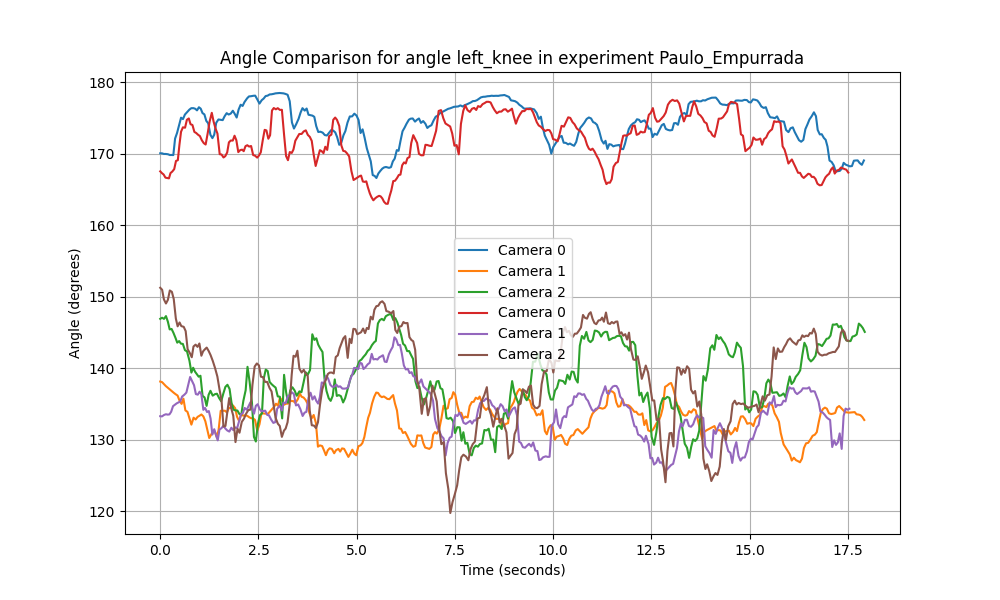 Angle Comparison for angle left_knee in experiment Paulo_Empurrada
Angle (degrees)
180
170
160
150
140
130
120
Camera 0
Camera 1
Camera 2
Camera 0
Camera 1
Camera 2
0.0 2.5 5.0 7.5 10.0 12.5 15.0 17.5
Time (seconds)